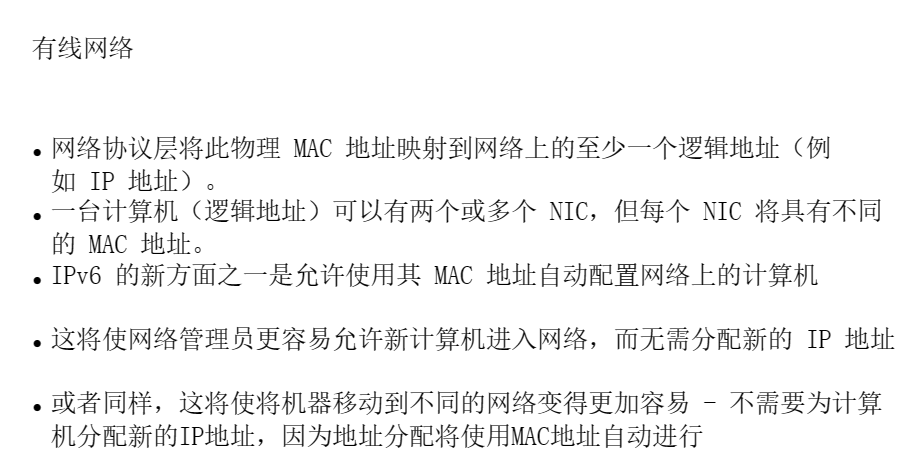 有线网络
• 网络协议层将此物理 MAC 地址映射到网络上的至少一个逻辑地址（例
如 IP 地址）。
• 一台计算机（逻辑地址）可以有两个或多个 NIC，但每个 NIC 将具有不同
的 MAC 地址。
• IPv6 的新方面之一是允许使用其 MAC 地址自动配置网络上的计算机
• 这将使网络管理员更容易允许新计算机进入网络，而无需分配新的 IP 地址
• 或者同样，这将使将机器移动到不同的网络变得更加容易 - 不需要为计算
机分配新的IP地址，因为地址分配将使用MAC地址自动进行